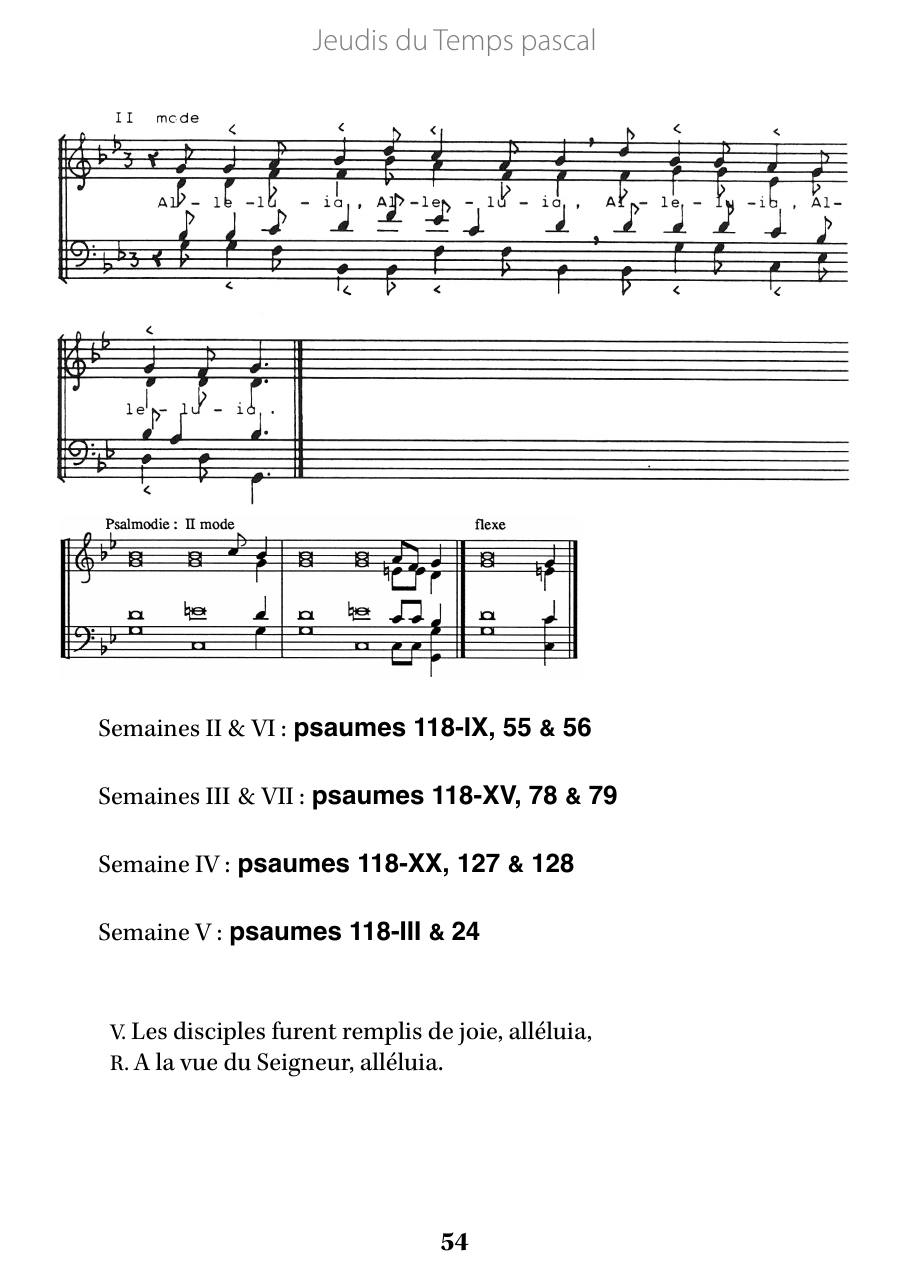 Jeudis du Temps pascal
II mode
Al - le - lu - ia, Al - le - lu - ia, Al - le - lu - ia, Al-
le - lu - ia.
Psalmodie : II mode flexe
Semaines II & VI : psaumes 118-IX, 55 & 56
Semaines III & VII : psaumes 118-XV, 78 & 79
Semaine IV : psaumes 118-XX, 127 & 128
Semaine V : psaumes 118-III & 24
V. Les disciples furent remplis de joie, alléluia,
R. A la vue du Seigneur, alléluia.
54